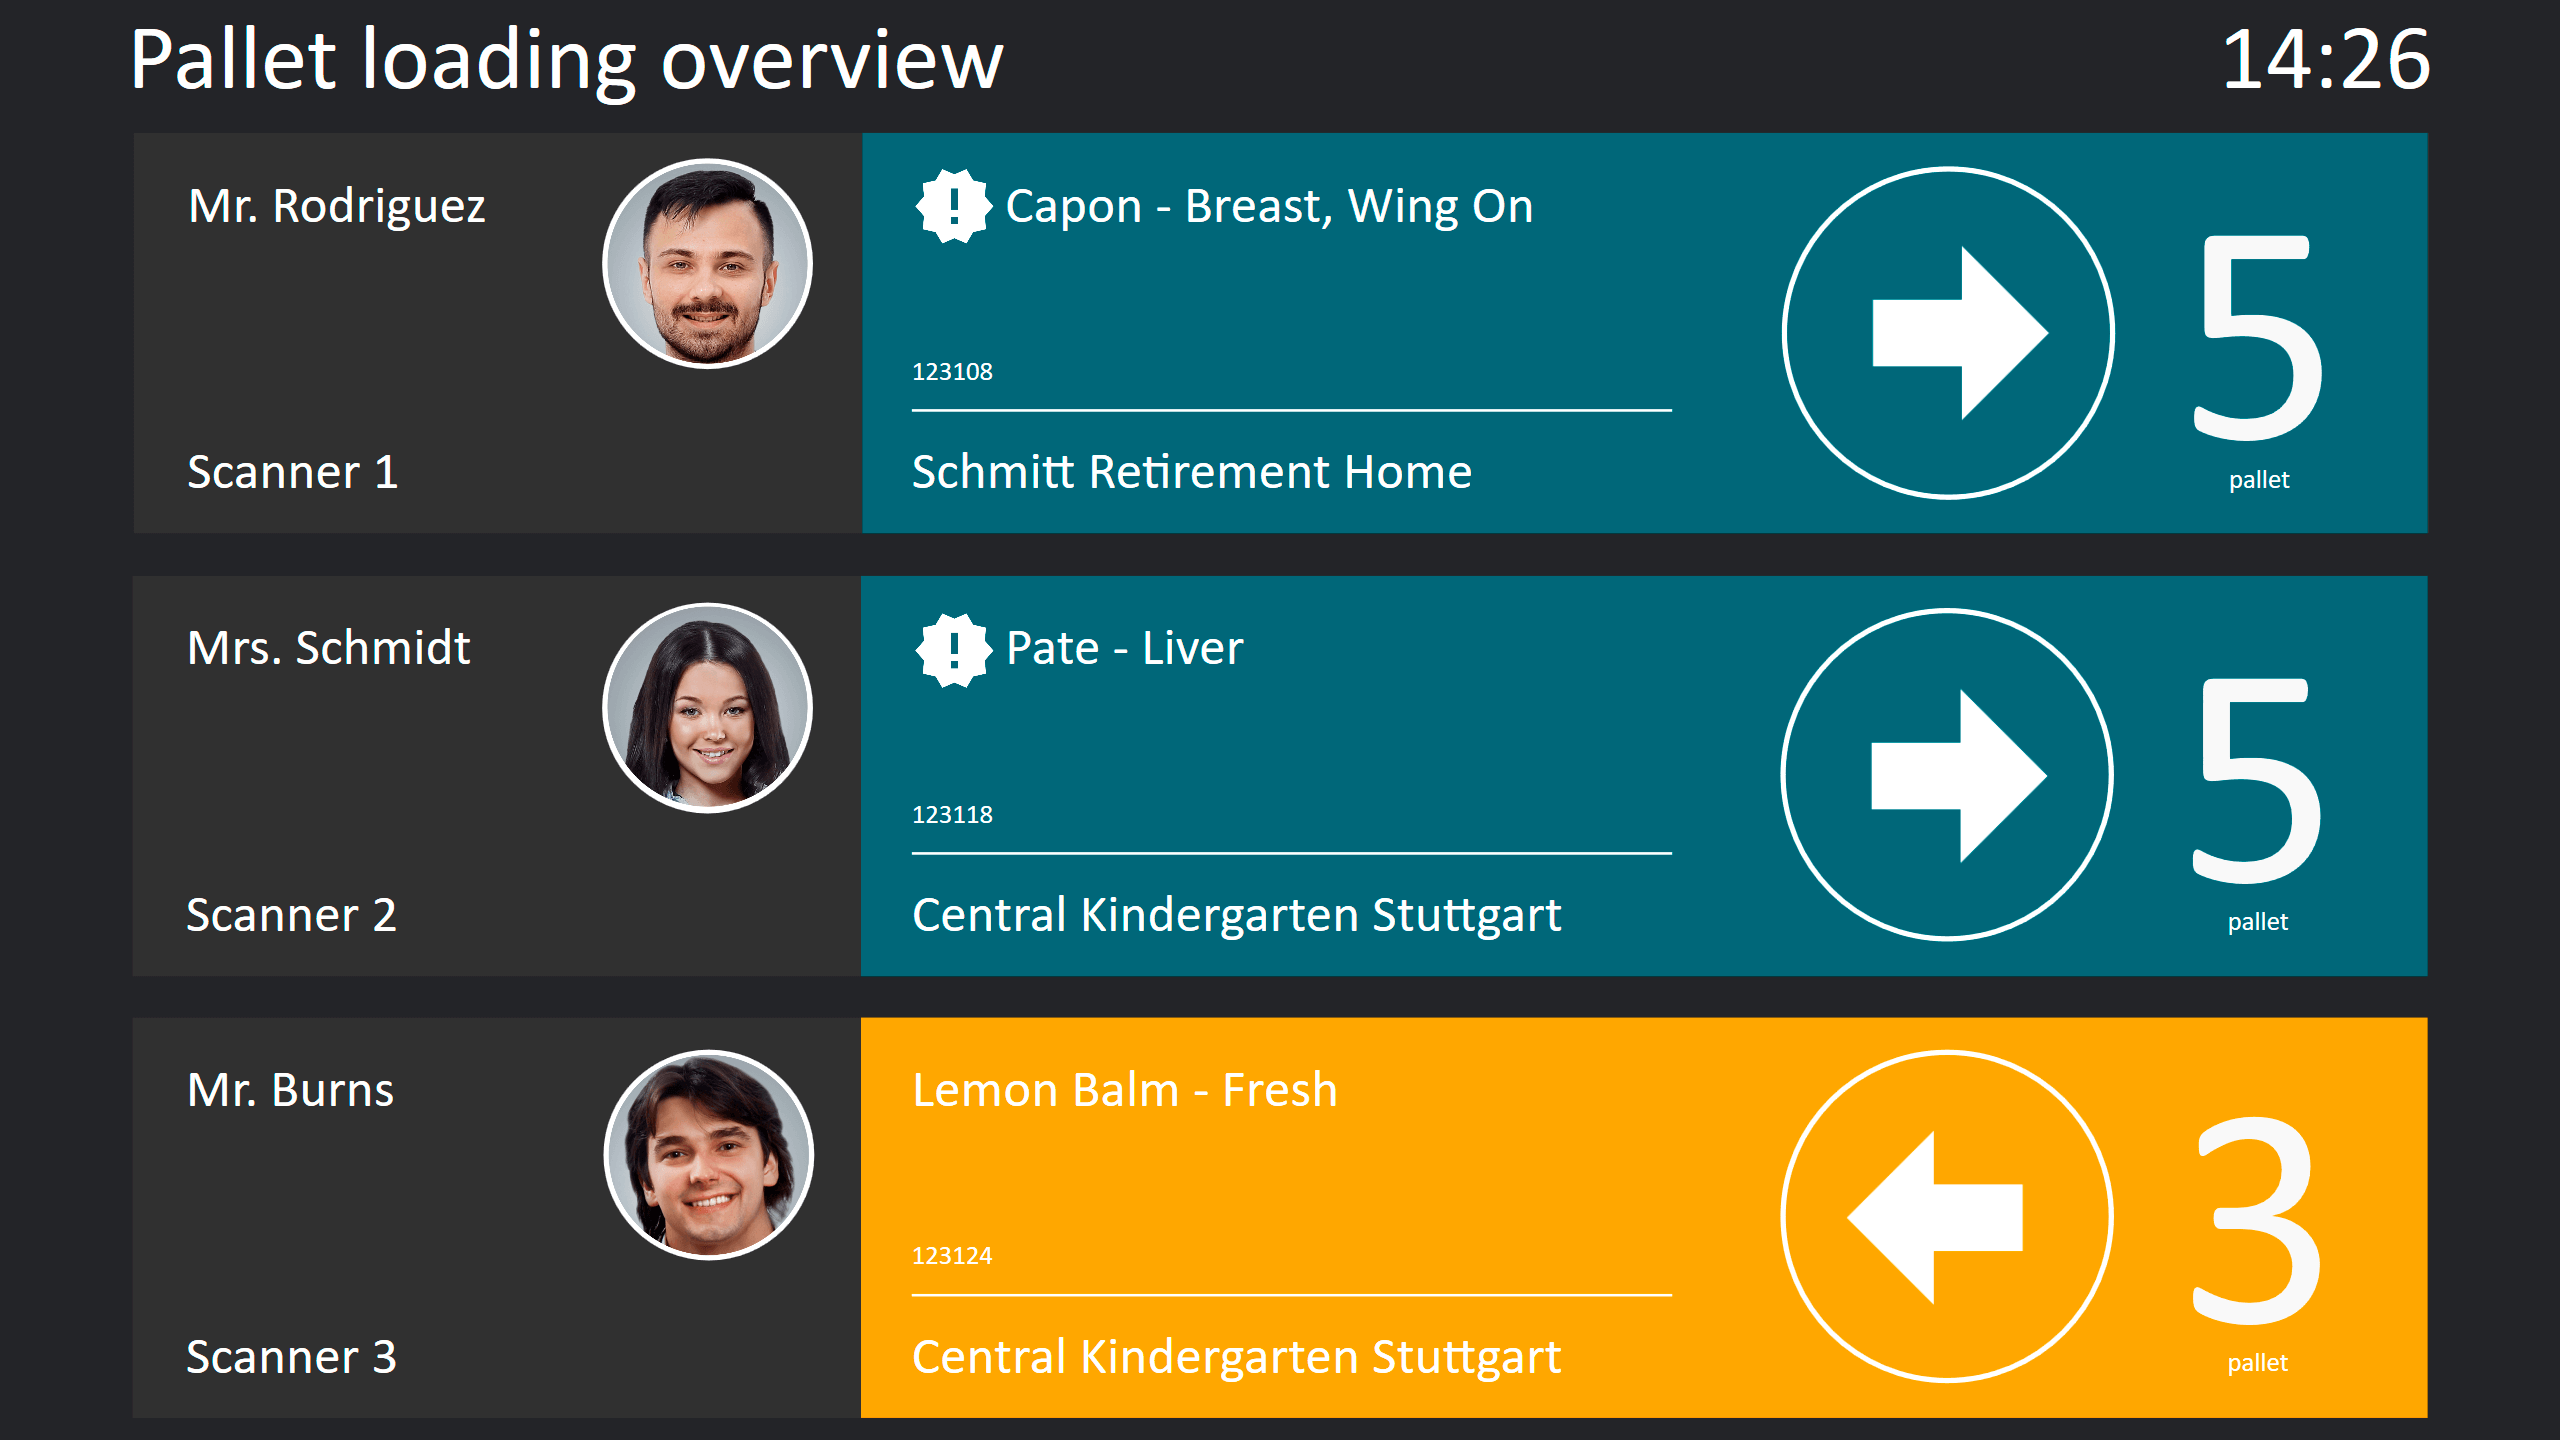 Pallet loading overview 14:26
Mr. Rodriguez
! Capon - Breast, Wing On
123108
5
pallet
Scanner 1
Schmitt Retirement Home
Mrs. Schmidt
! Pate - Liver
123118
5
pallet
Scanner 2
Central Kindergarten Stuttgart
Mr. Burns
Lemon Balm - Fresh
123124
3
pallet
Scanner 3
Central Kindergarten Stuttgart